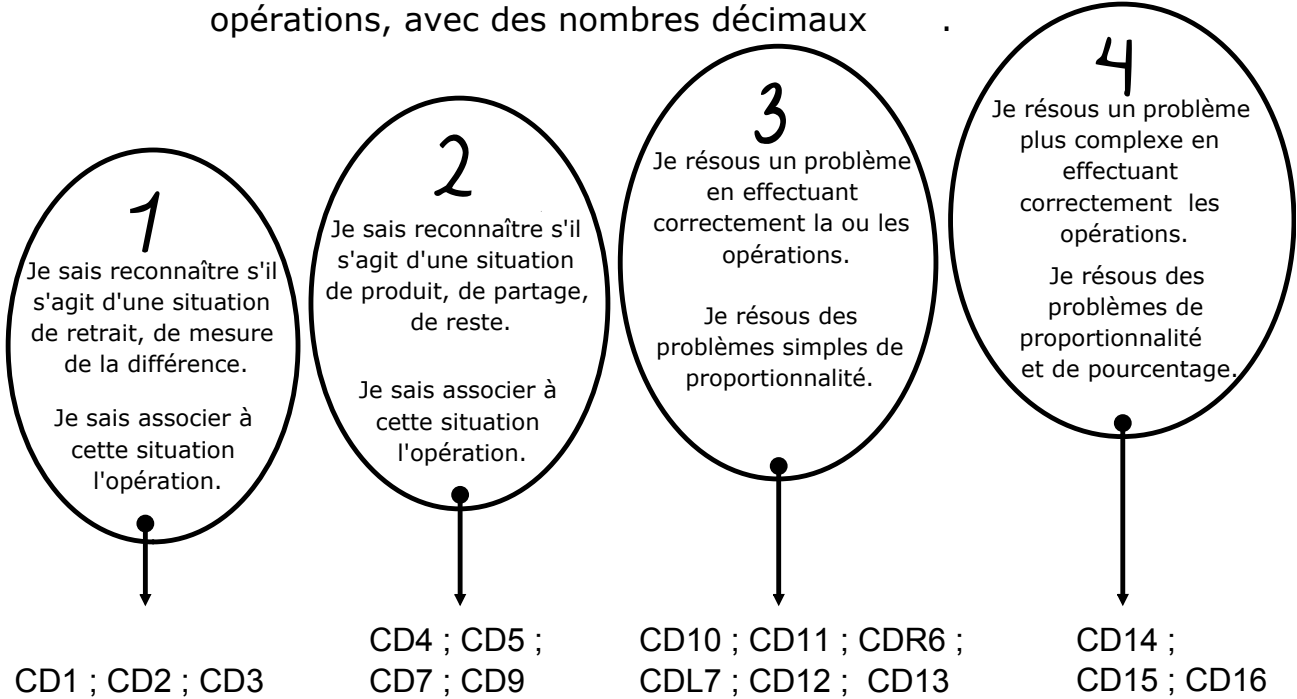 opérations, avec des nombres décimaux .
1
Je sais reconnaître s'il
s'agit d'une situation
de retrait, de mesure
de la différence.
Je sais associer à
cette situation
l'opération.
CD1 ; CD2 ; CD3
2
Je sais reconnaître s'il
s'agit d'une situation
de produit, de partage,
de reste.
Je sais associer à
cette situation
l'opération.
CD4 ; CD5 ;
CD7 ; CD9
3
Je résous un problème
en effectuant
correctement la ou les
opérations.
Je résous des
problèmes simples de
proportionnalité.
CD10 ; CD11 ; CDR6 ;
CDL7 ; CD12 ; CD13
4
Je résous un problème
plus complexe en
effectuant
correctement les
opérations.
Je résous des
problèmes de
proportionnalité
et de pourcentage.
CD14 ;
CD15 ; CD16